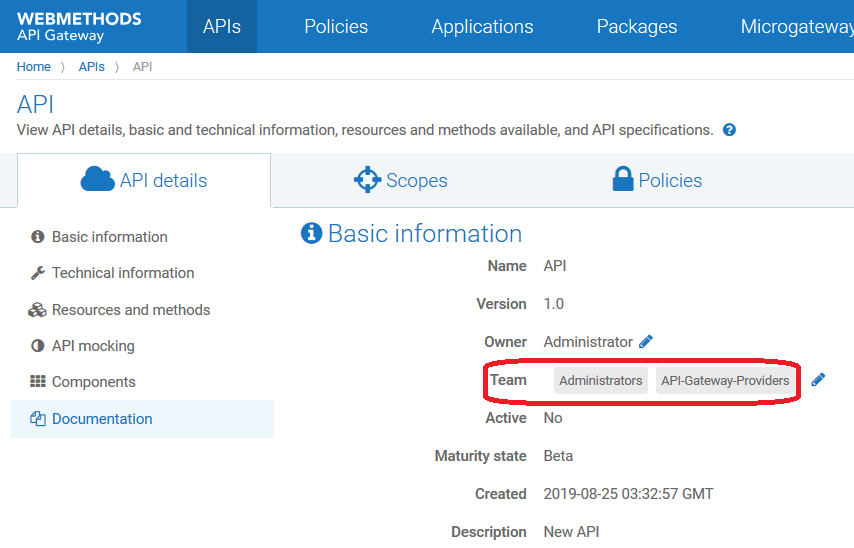 WEBMETHODS
API Gateway
APIs Policies Applications Packages Microgateway
Home 〉 APIs 〉 API
API
View API details, basic and technical information, resources and methods available, and API specifications. ?
API details Scopes Policies
Basic information
Technical information
Resources and methods
API mocking
Components
Documentation
Basic information
Name API
Version 1.0
Owner Administrator
Team Administrators API-Gateway-Providers
Active No
Maturity state Beta
Created 2019-08-25 03:32:57 GMT
Description New API